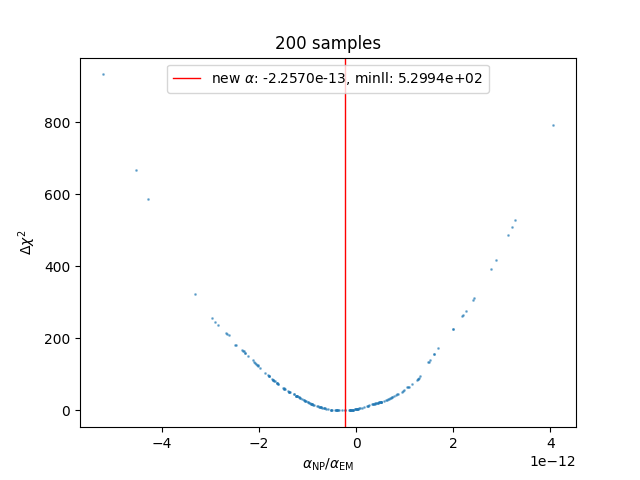 200 samples
new α: -2.2570e-13, minll: 5.2994e+02
Δχ²
800
600
400
200
0
−4 −2 0 2 4
1e−12
α_NP/α_EM